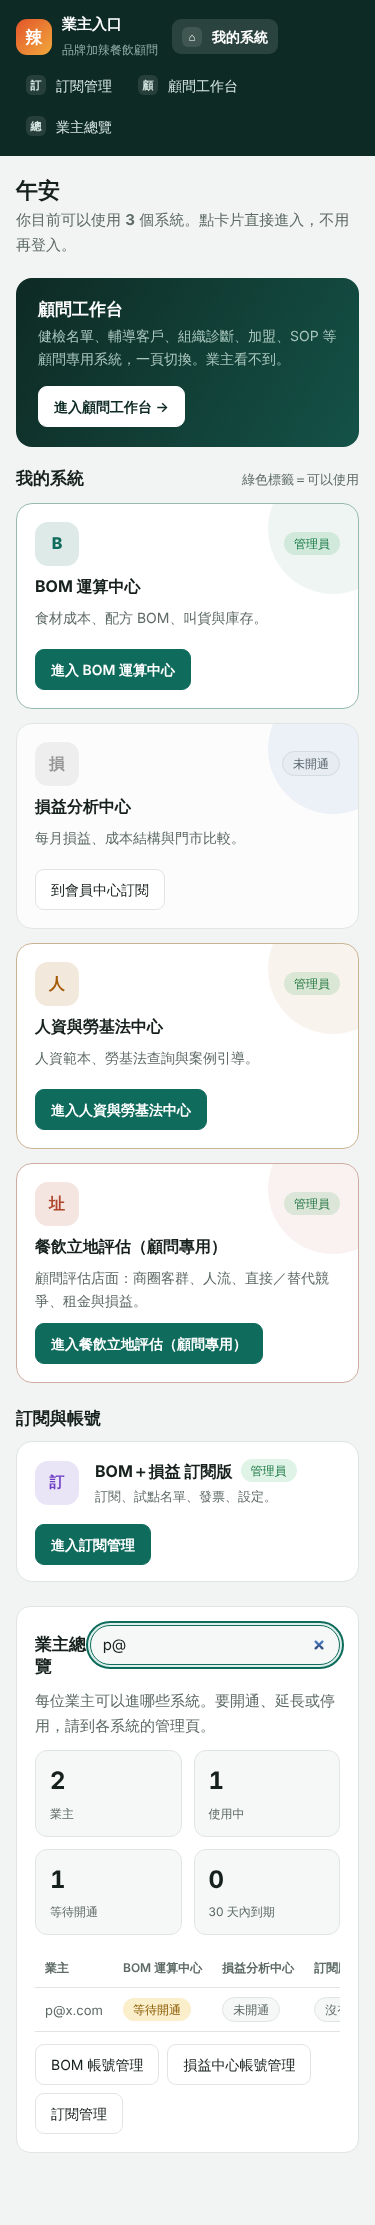 辣
業主入口
品牌加辣餐飲顧問
⌂ 我的系統
訂 訂閱管理
顧 顧問工作台
總 業主總覽
午安
你目前可以使用 3 個系統。點卡片直接進入，不用
再登入。
顧問工作台
健檢名單、輔導客戶、組織診斷、加盟、SOP 等
顧問專用系統，一頁切換。業主看不到。
進入顧問工作台 →
我的系統
綠色標籤＝可以使用
B
管理員
BOM 運算中心
食材成本、配方 BOM、叫貨與庫存。
進入 BOM 運算中心
損
未開通
損益分析中心
每月損益、成本結構與門市比較。
到會員中心訂閱
人
管理員
人資與勞基法中心
人資範本、勞基法查詢與案例引導。
進入人資與勞基法中心
址
管理員
餐飲立地評估（顧問專用）
顧問評估店面：商圈客群、人流、直接／替代競
爭、租金與損益。
進入餐飲立地評估（顧問專用）
訂閱與帳號
訂
BOM＋損益 訂閱版 管理員
訂閱、試點名單、發票、設定。
進入訂閱管理
業主總
覽
p@
×
每位業主可以進哪些系統。要開通、延長或停
用，請到各系統的管理頁。
2
業主
1
使用中
1
等待開通
0
30 天內到期
業主 BOM 運算中心 損益分析中心 訂閱
p@x.com 等待開通 未開通 沒
BOM 帳號管理
損益中心帳號管理
訂閱管理